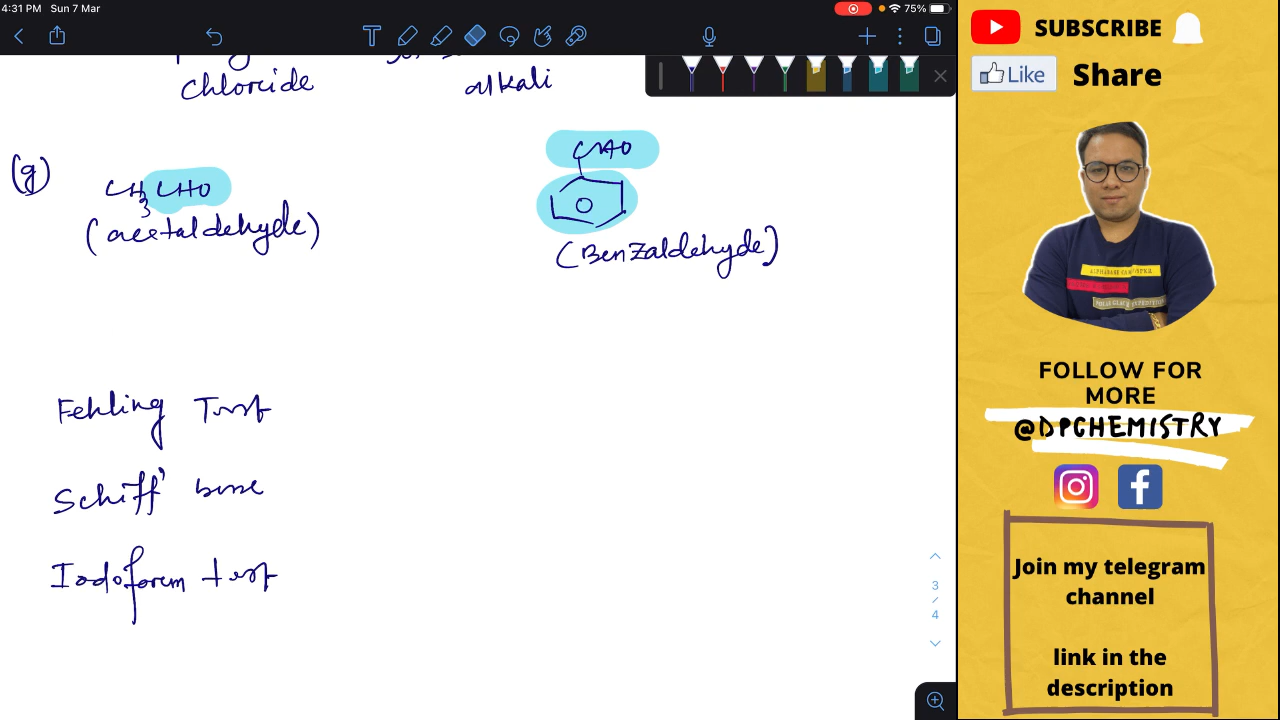 4:31 PM Sun 7 Mar
75%
chloride
alkali
(g)
CH3CHO
(acetaldehyde)
CHO
(Benzaldehyde)
Fehling Test
Schiff' base
Iodoform test
3
4
SUBSCRIBE
Like
Share
FOLLOW FOR
MORE
@DPCHEMISTRY
Join my telegram
channel
link in the
description